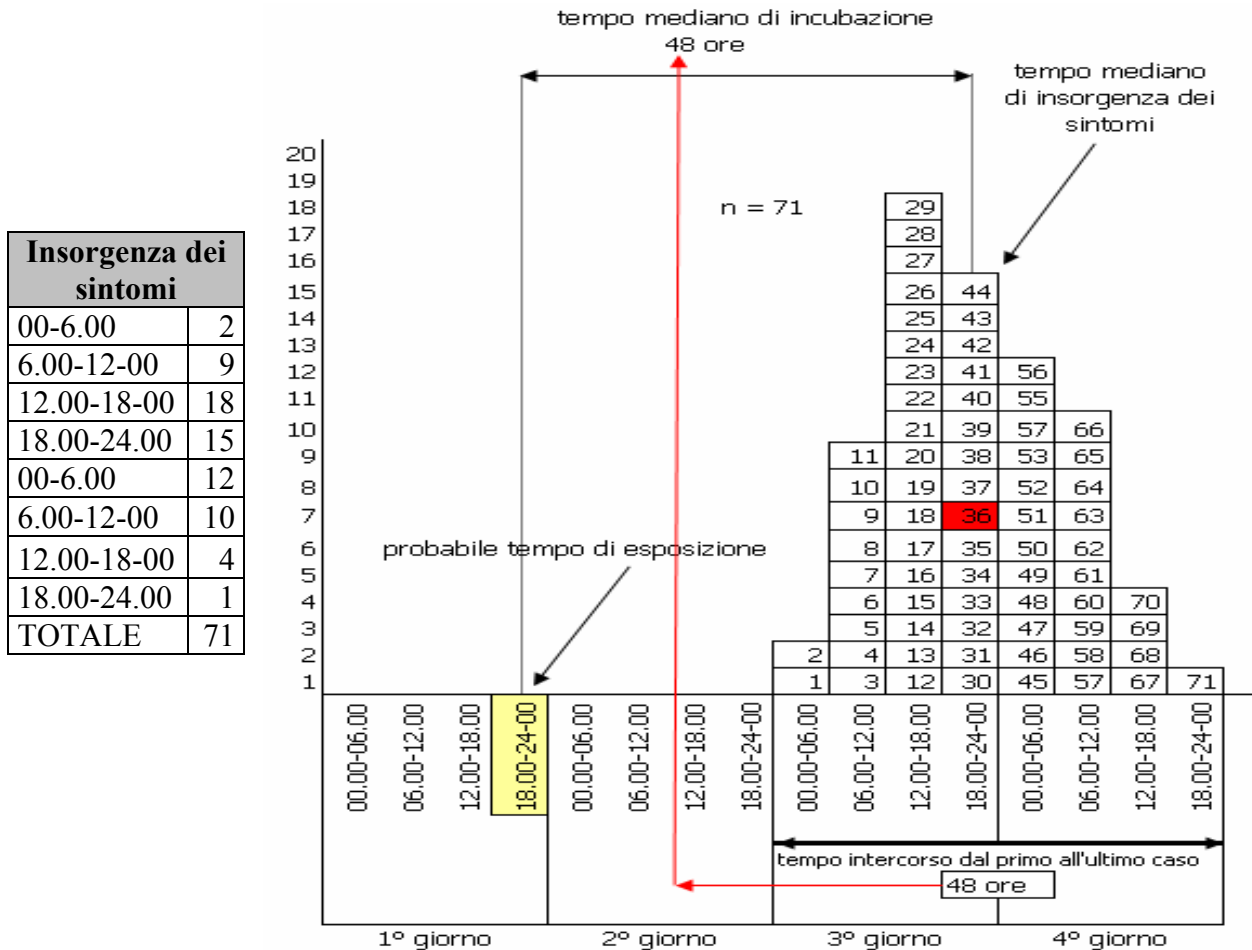 tempo mediano di incubazione
48 ore
tempo mediano
di insorgenza dei
sintomi
n = 71
Insorgenza dei
sintomi
00-6.00 2
6.00-12-00 9
12.00-18-00 18
18.00-24.00 15
00-6.00 12
6.00-12-00 10
12.00-18-00 4
18.00-24.00 1
TOTALE 71
probabile tempo di esposizione
20
19
18 29
17 28
16 27
15 26 44
14 25 43
13 24 42
12 23 41 56
11 22 40 55
10 21 39 57 66
9 11 20 38 53 65
8 10 19 37 52 64
7 9 18 36 51 63
6 8 17 35 50 62
5 7 16 34 49 61
4 6 15 33 48 60 70
3 5 14 32 47 59 69
2 2 4 13 31 46 58 68
1 1 3 12 30 45 57 67 71
00.00-06.00
06.00-12.00
12.00-18.00
18.00-24-00
00.00-06.00
06.00-12.00
12.00-18.00
18.00-24-00
00.00-06.00
06.00-12.00
12.00-18.00
18.00-24-00
00.00-06.00
06.00-12.00
12.00-18.00
18.00-24-00
tempo intercorso dal primo all'ultimo caso
48 ore
1º giorno 2º giorno 3º giorno 4º giorno